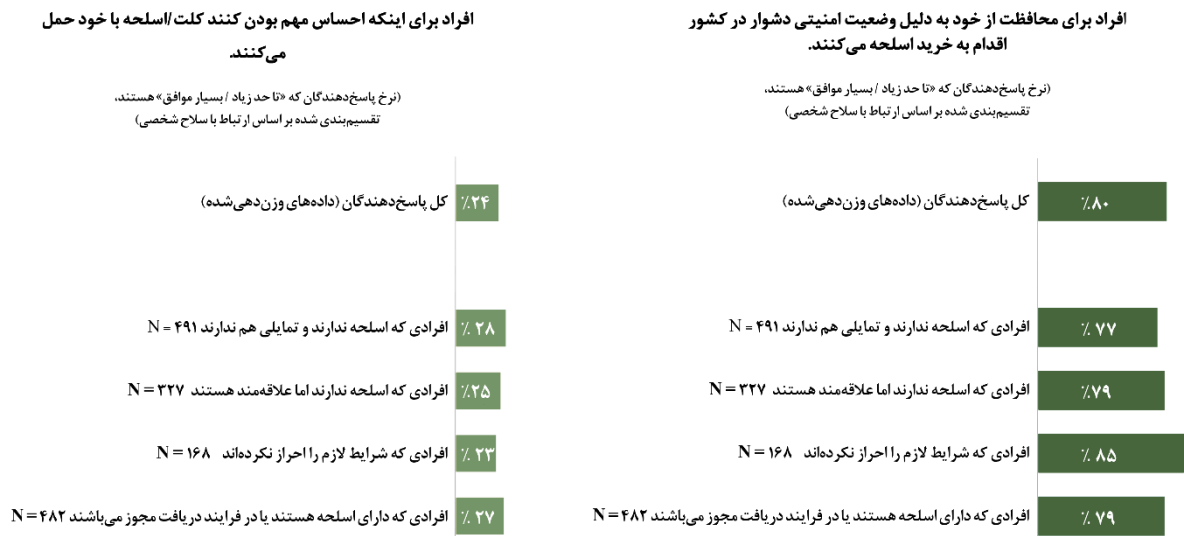 افراد برای محافظت از خود به دلیل وضعیت امنیتی دشوار در کشور
اقدام به خرید اسلحه می‌کنند.
(نرخ پاسخ‌دهندگان که «تا حد زیاد / بسیار موافق» هستند،
تقسیم‌بندی شده بر اساس ارتباط با سلاح شخصی)
کل پاسخ‌دهندگان (داده‌های وزن‌دهی‌شده) ٪۸۰
افرادی که اسلحه ندارند و تمایلی هم ندارند N = ۴۹۱ ٪ ۷۷
افرادی که اسلحه ندارند اما علاقه‌مند هستند N = ۳۲۷ ٪۷۹
افرادی که شرایط لازم را احراز نکرده‌اند N = ۱۶۸ ٪ ۸۵
افرادی که دارای اسلحه هستند یا در فرایند دریافت مجوز می‌باشند N = ۴۸۲ ٪ ۷۹
افراد برای اینکه احساس مهم بودن کنند کلت /اسلحه با خود حمل
می‌کنند.
(نرخ پاسخ‌دهندگان که «تا حد زیاد / بسیار موافق» هستند،
تقسیم‌بندی شده بر اساس ارتباط با سلاح شخصی)
کل پاسخ‌دهندگان (داده‌های وزن‌دهی‌شده) ٪۲۴
افرادی که اسلحه ندارند و تمایلی هم ندارند N = ۴۹۱ ٪ ۲۸
افرادی که اسلحه ندارند اما علاقه‌مند هستند N = ۳۲۷ ٪۲۵
افرادی که شرایط لازم را احراز نکرده‌اند N = ۱۶۸ ٪ ۲۳
افرادی که دارای اسلحه هستند یا در فرایند دریافت مجوز می‌باشند N = ۴۸۲ ٪ ۲۷